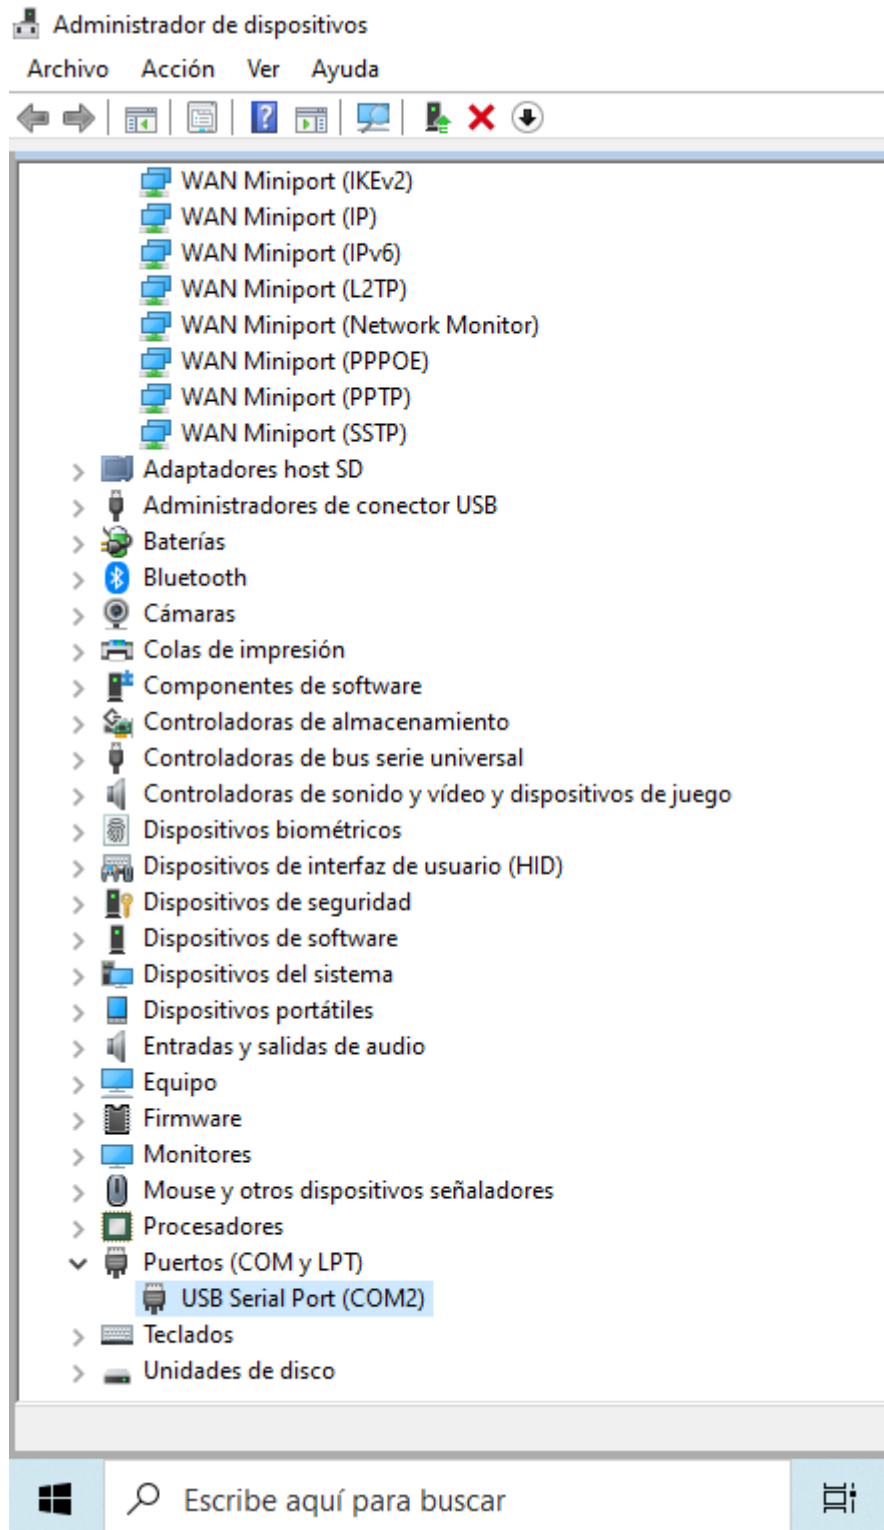 Administrador de dispositivos
Archivo Acción Ver Ayuda
WAN Miniport (IKEv2)
WAN Miniport (IP)
WAN Miniport (IPv6)
WAN Miniport (L2TP)
WAN Miniport (Network Monitor)
WAN Miniport (PPPOE)
WAN Miniport (PPTP)
WAN Miniport (SSTP)
Adaptadores host SD
Administradores de conector USB
Baterías
Bluetooth
Cámaras
Colas de impresión
Componentes de software
Controladoras de almacenamiento
Controladoras de bus serie universal
Controladoras de sonido y vídeo y dispositivos de juego
Dispositivos biométricos
Dispositivos de interfaz de usuario (HID)
Dispositivos de seguridad
Dispositivos de software
Dispositivos del sistema
Dispositivos portátiles
Entradas y salidas de audio
Equipo
Firmware
Monitores
Mouse y otros dispositivos señaladores
Procesadores
Puertos (COM y LPT)
USB Serial Port (COM2)
Teclados
Unidades de disco
Escribe aquí para buscar